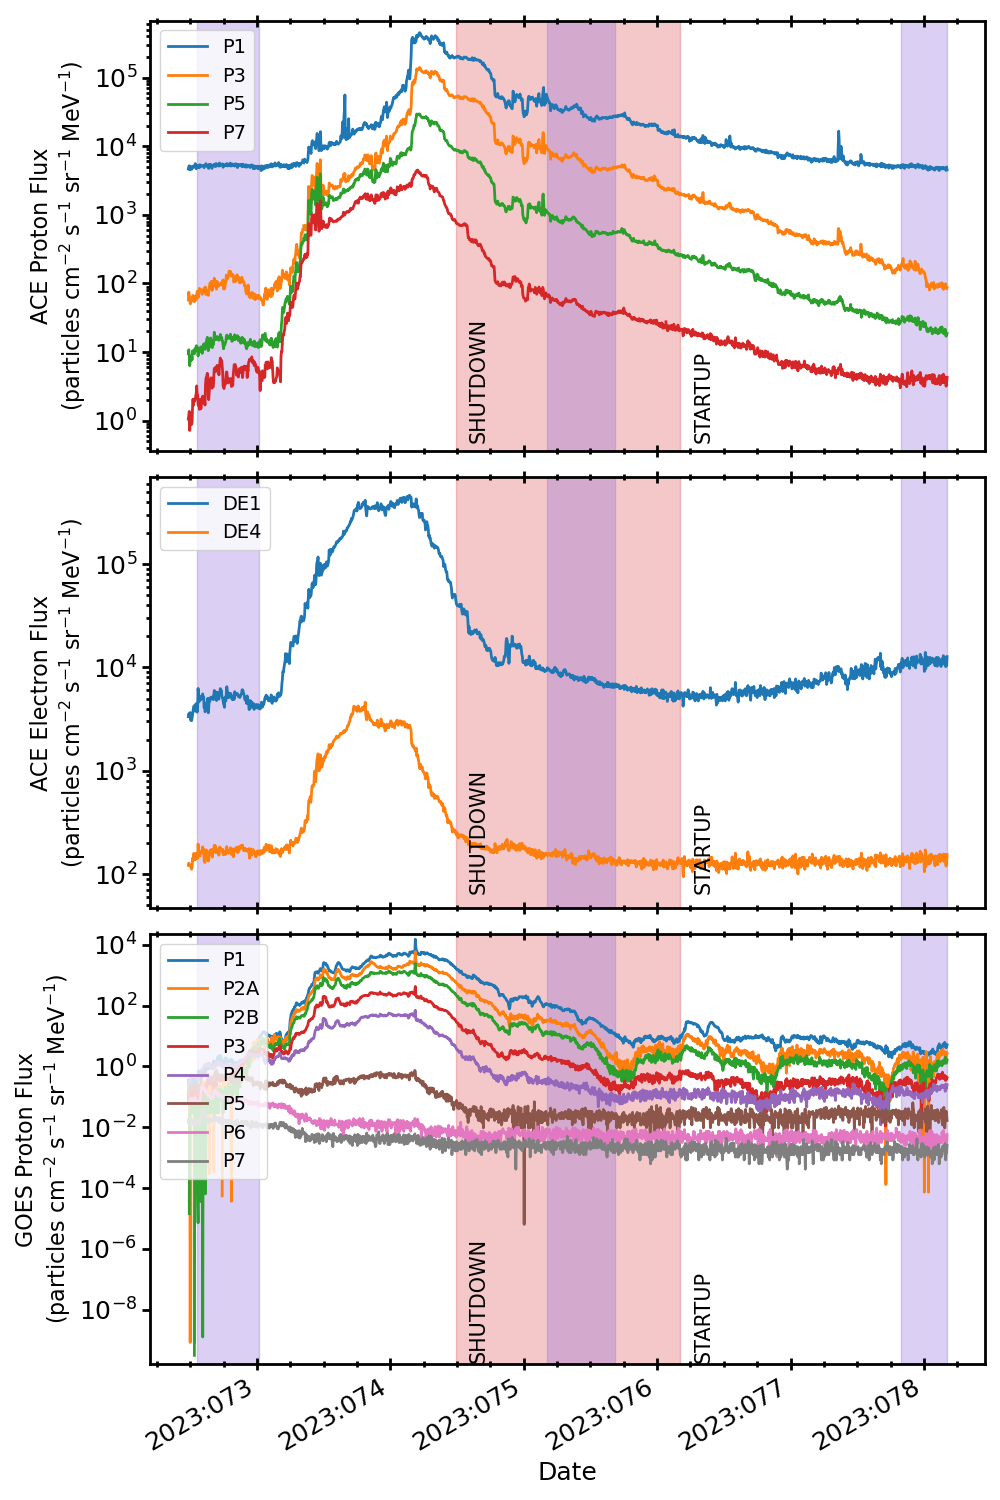 ACE Proton Flux
(particles cm⁻² s⁻¹ sr⁻¹ MeV⁻¹)
10⁵
10⁴
10³
10²
10¹
10⁰
P1
P3
P5
P7
SHUTDOWN
STARTUP
ACE Electron Flux
(particles cm⁻² s⁻¹ sr⁻¹ MeV⁻¹)
10⁵
10⁴
10³
10²
DE1
DE4
SHUTDOWN
STARTUP
GOES Proton Flux
(particles cm⁻² s⁻¹ sr⁻¹ MeV⁻¹)
10⁴
10²
10⁰
10⁻²
10⁻⁴
10⁻⁶
10⁻⁸
P1
P2A
P2B
P3
P4
P5
P6
P7
SHUTDOWN
STARTUP
2023:073
2023:074
2023:075
2023:076
2023:077
2023:078
Date